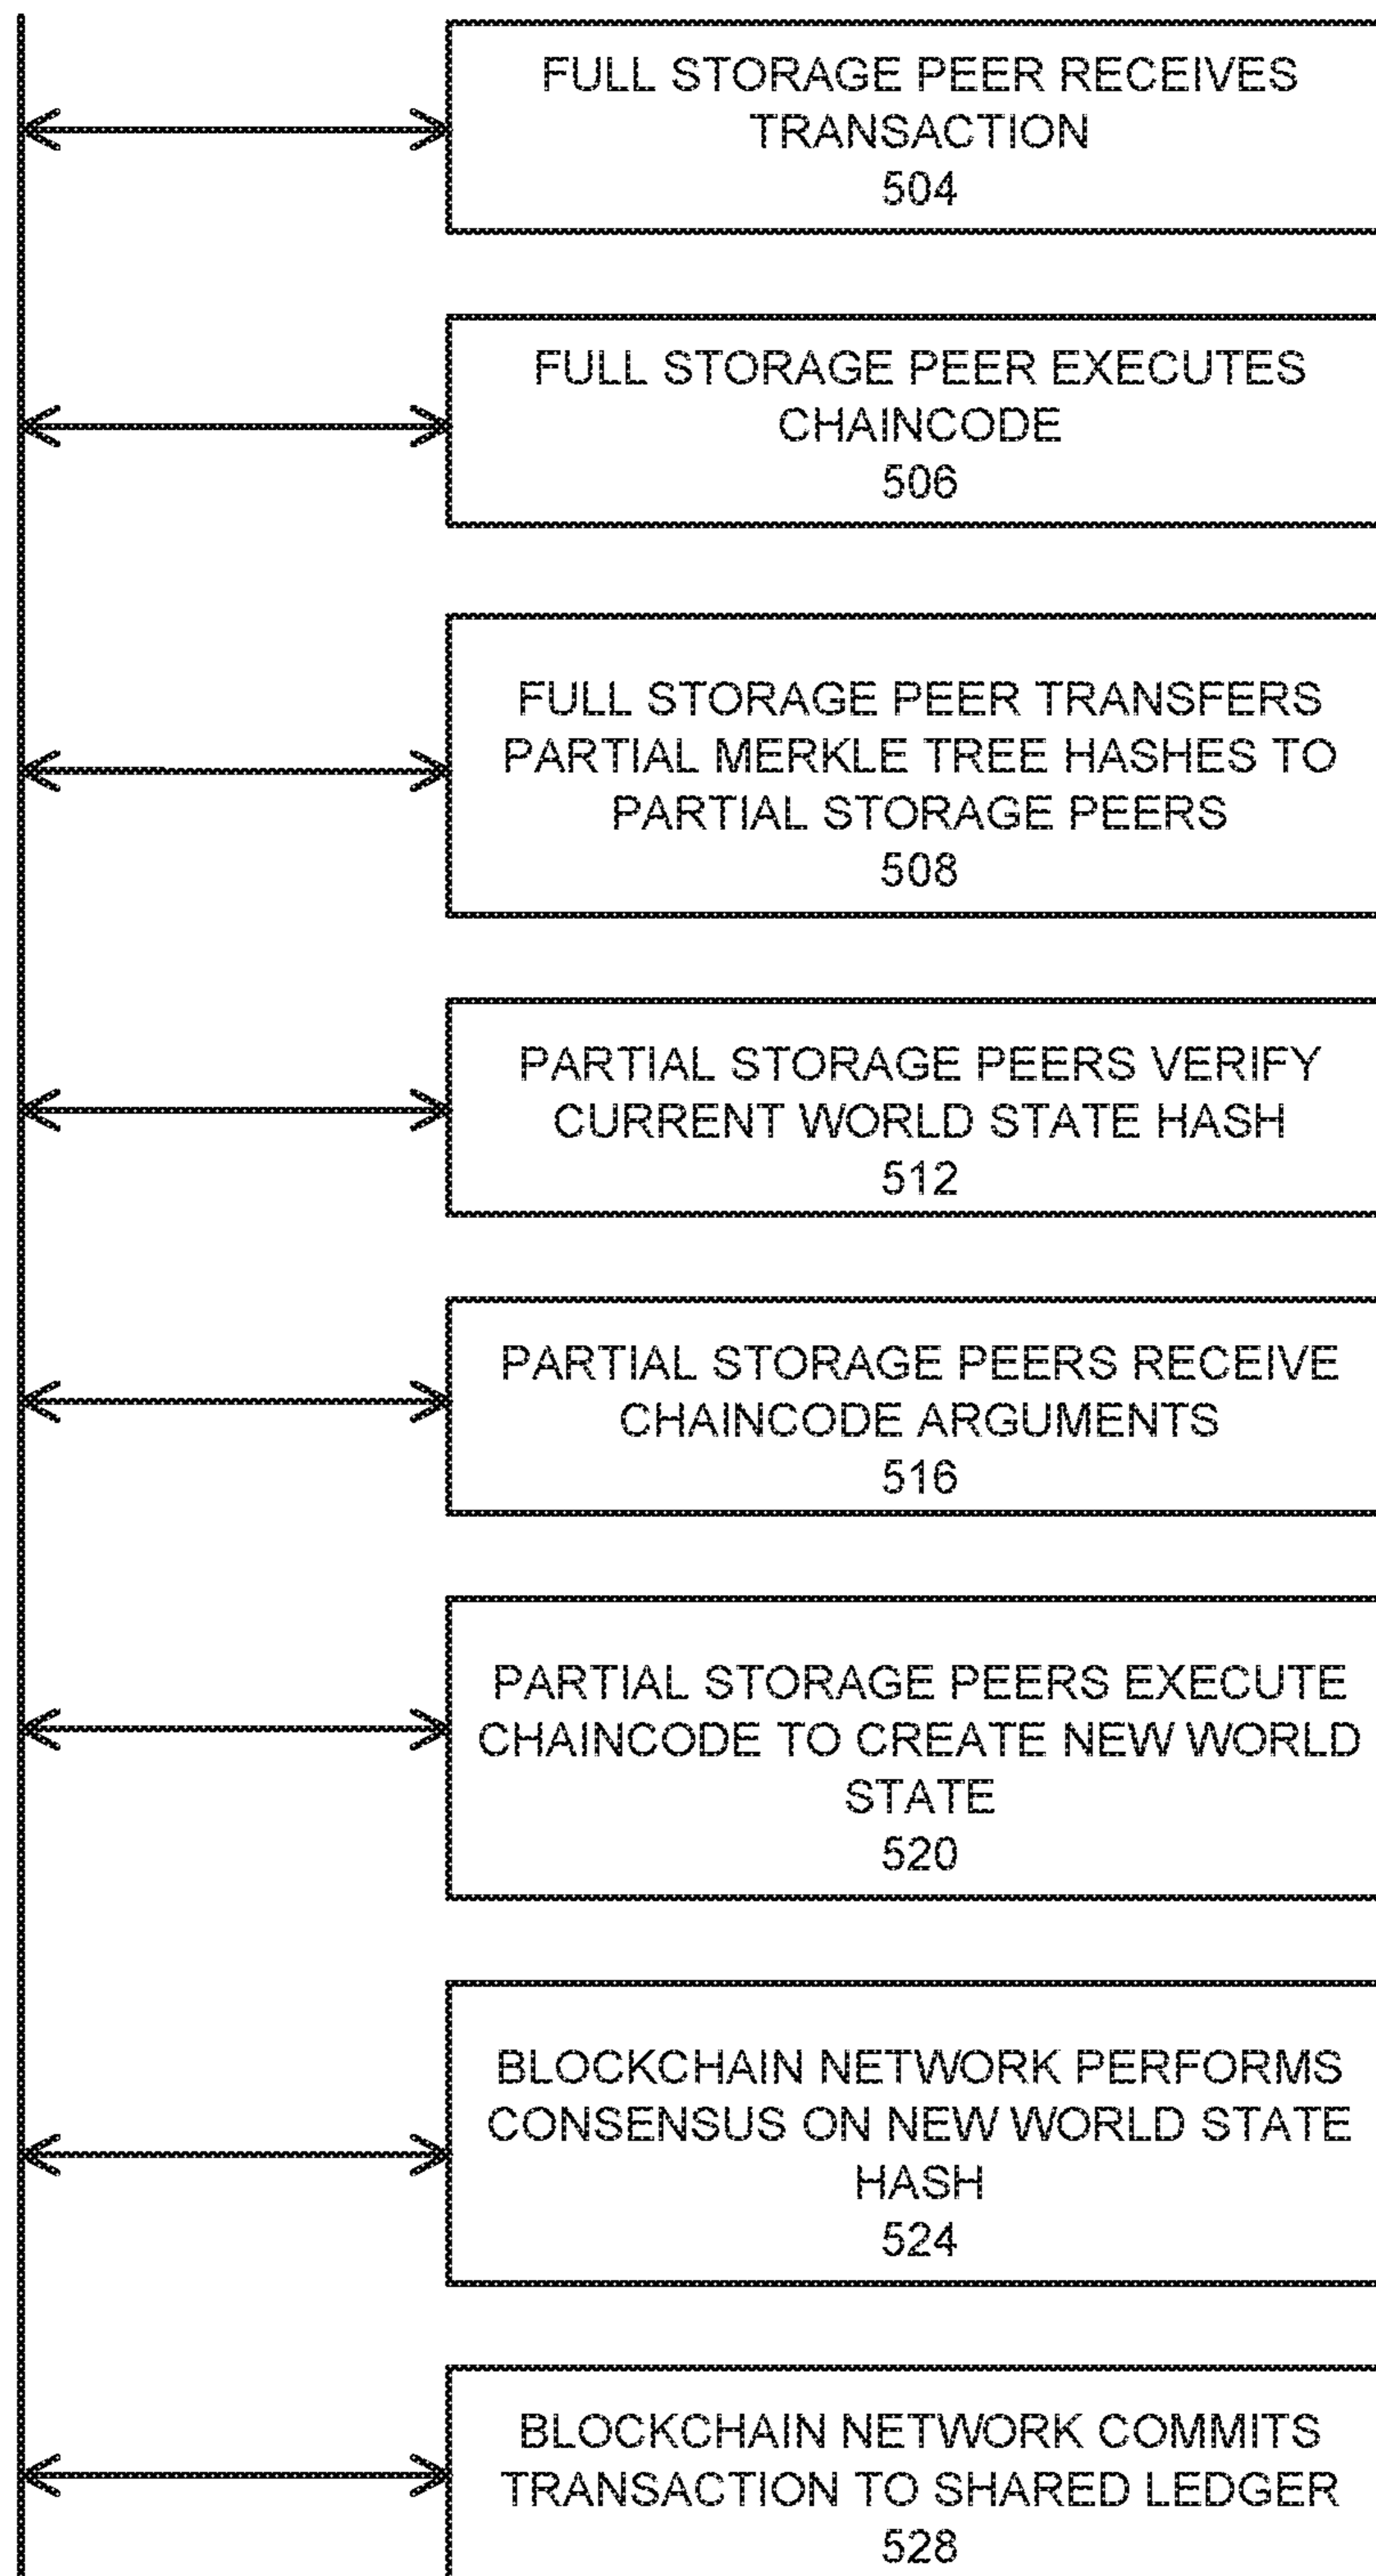 FULL STORAGE PEER RECEIVES
TRANSACTION
504
FULL STORAGE PEER EXECUTES
CHAINCODE
506
FULL STORAGE PEER TRANSFERS
PARTIAL MERKLE TREE HASHES TO
PARTIAL STORAGE PEERS
508
PARTIAL STORAGE PEERS VERIFY
CURRENT WORLD STATE HASH
512
PARTIAL STORAGE PEERS RECEIVE
CHAINCODE ARGUMENTS
516
PARTIAL STORAGE PEERS EXECUTE
CHAINCODE TO CREATE NEW WORLD
STATE
520
BLOCKCHAIN NETWORK PERFORMS
CONSENSUS ON NEW WORLD STATE
HASH
524
BLOCKCHAIN NETWORK COMMITS
TRANSACTION TO SHARED LEDGER
528